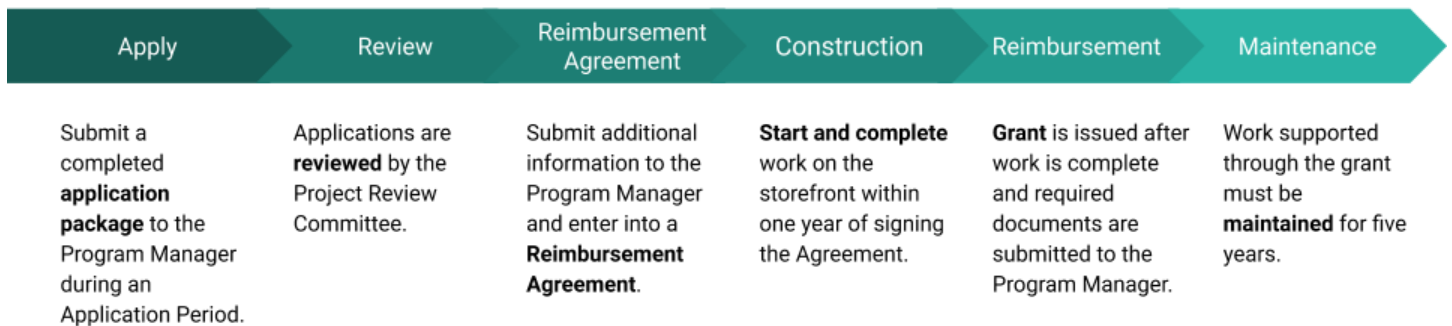 Apply
Review
Reimbursement
Agreement
Construction
Reimbursement
Maintenance
Submit a
completed
application
package to the
Program Manager
during an
Application Period.
Applications are
reviewed by the
Project Review
Committee.
Submit additional
information to the
Program Manager
and enter into a
Reimbursement
Agreement.
Start and complete
work on the
storefront within
one year of signing
the Agreement.
Grant is issued after
work is complete
and required
documents are
submitted to the
Program Manager.
Work supported
through the grant
must be
maintained for five
years.